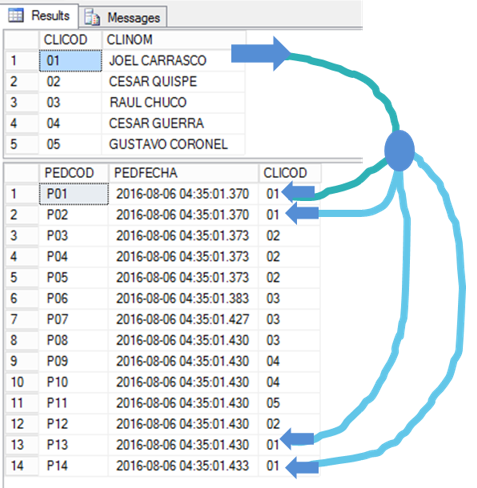 Results Messages
CLICOD CLINOM
1 01 JOEL CARRASCO
2 02 CESAR QUISPE
3 03 RAUL CHUCO
4 04 CESAR GUERRA
5 05 GUSTAVO CORONEL
PEDCOD PEDFECHA CLICOD
1 P01 2016-08-06 04:35:01.370 01
2 P02 2016-08-06 04:35:01.370 01
3 P03 2016-08-06 04:35:01.373 02
4 P04 2016-08-06 04:35:01.373 02
5 P05 2016-08-06 04:35:01.373 02
6 P06 2016-08-06 04:35:01.383 03
7 P07 2016-08-06 04:35:01.427 03
8 P08 2016-08-06 04:35:01.430 03
9 P09 2016-08-06 04:35:01.430 04
10 P10 2016-08-06 04:35:01.430 04
11 P11 2016-08-06 04:35:01.430 05
12 P12 2016-08-06 04:35:01.430 02
13 P13 2016-08-06 04:35:01.430 01
14 P14 2016-08-06 04:35:01.433 01